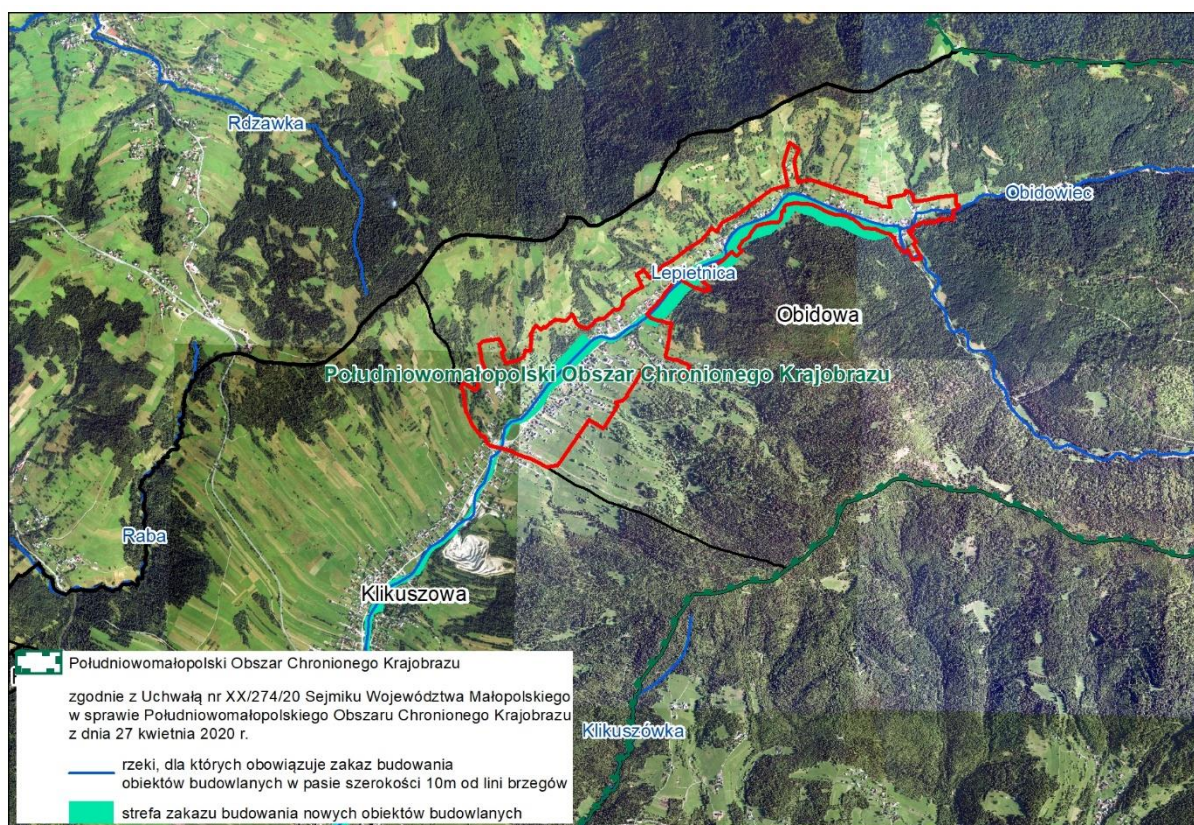 Rdzawka
Obidowiec
Lepietnica
Obidowa
Południowomałopolski Obszar Chronionego Krajobrazu
Raba
Klikuszowa
Klikuszówka
Południowomałopolski Obszar Chronionego Krajobrazu
zgodnie z Uchwałą nr XX/274/20 Sejmiku Województwa Małopolskiego
w sprawie Południowomałopolskiego Obszaru Chronionego Krajobrazu
z dnia 27 kwietnia 2020 r.
rzeki, dla których obowiązuje zakaz budowania
obiektów budowlanych w pasie szerokości 10m od lini brzegów
strefa zakazu budowania nowych obiektów budowlanych